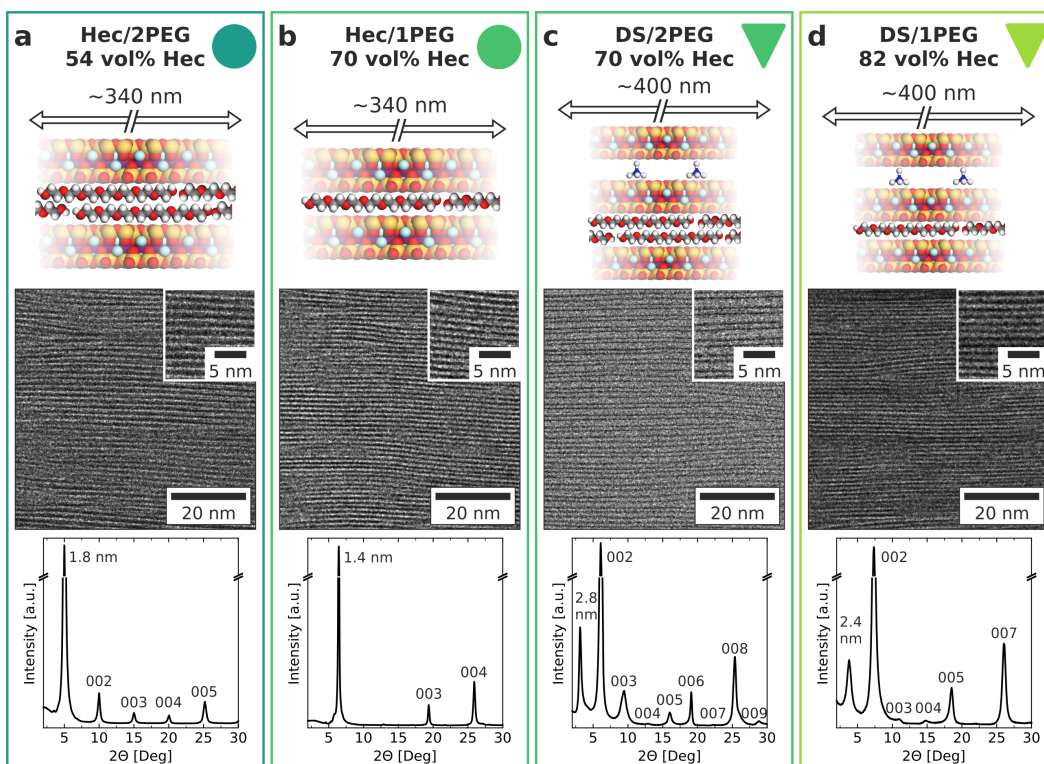 a
Hec/2PEG
54 vol% Hec
~340 nm
5 nm
20 nm
1.8 nm
002
003
004
005
Intensity [a.u.]
5
10
15
20
25
30
2Θ [Deg]
b
Hec/1PEG
70 vol% Hec
~340 nm
5 nm
20 nm
1.4 nm
003
004
Intensity [a.u.]
5
10
15
20
25
30
2Θ [Deg]
c
DS/2PEG
70 vol% Hec
~400 nm
5 nm
20 nm
2.8
nm
002
003
004
005
006
007
008
009
Intensity [a.u.]
5
10
15
20
25
30
2Θ [Deg]
d
DS/1PEG
82 vol% Hec
~400 nm
5 nm
20 nm
2.4
nm
002
003
004
005
007
Intensity [a.u.]
5
10
15
20
25
30
2Θ [Deg]